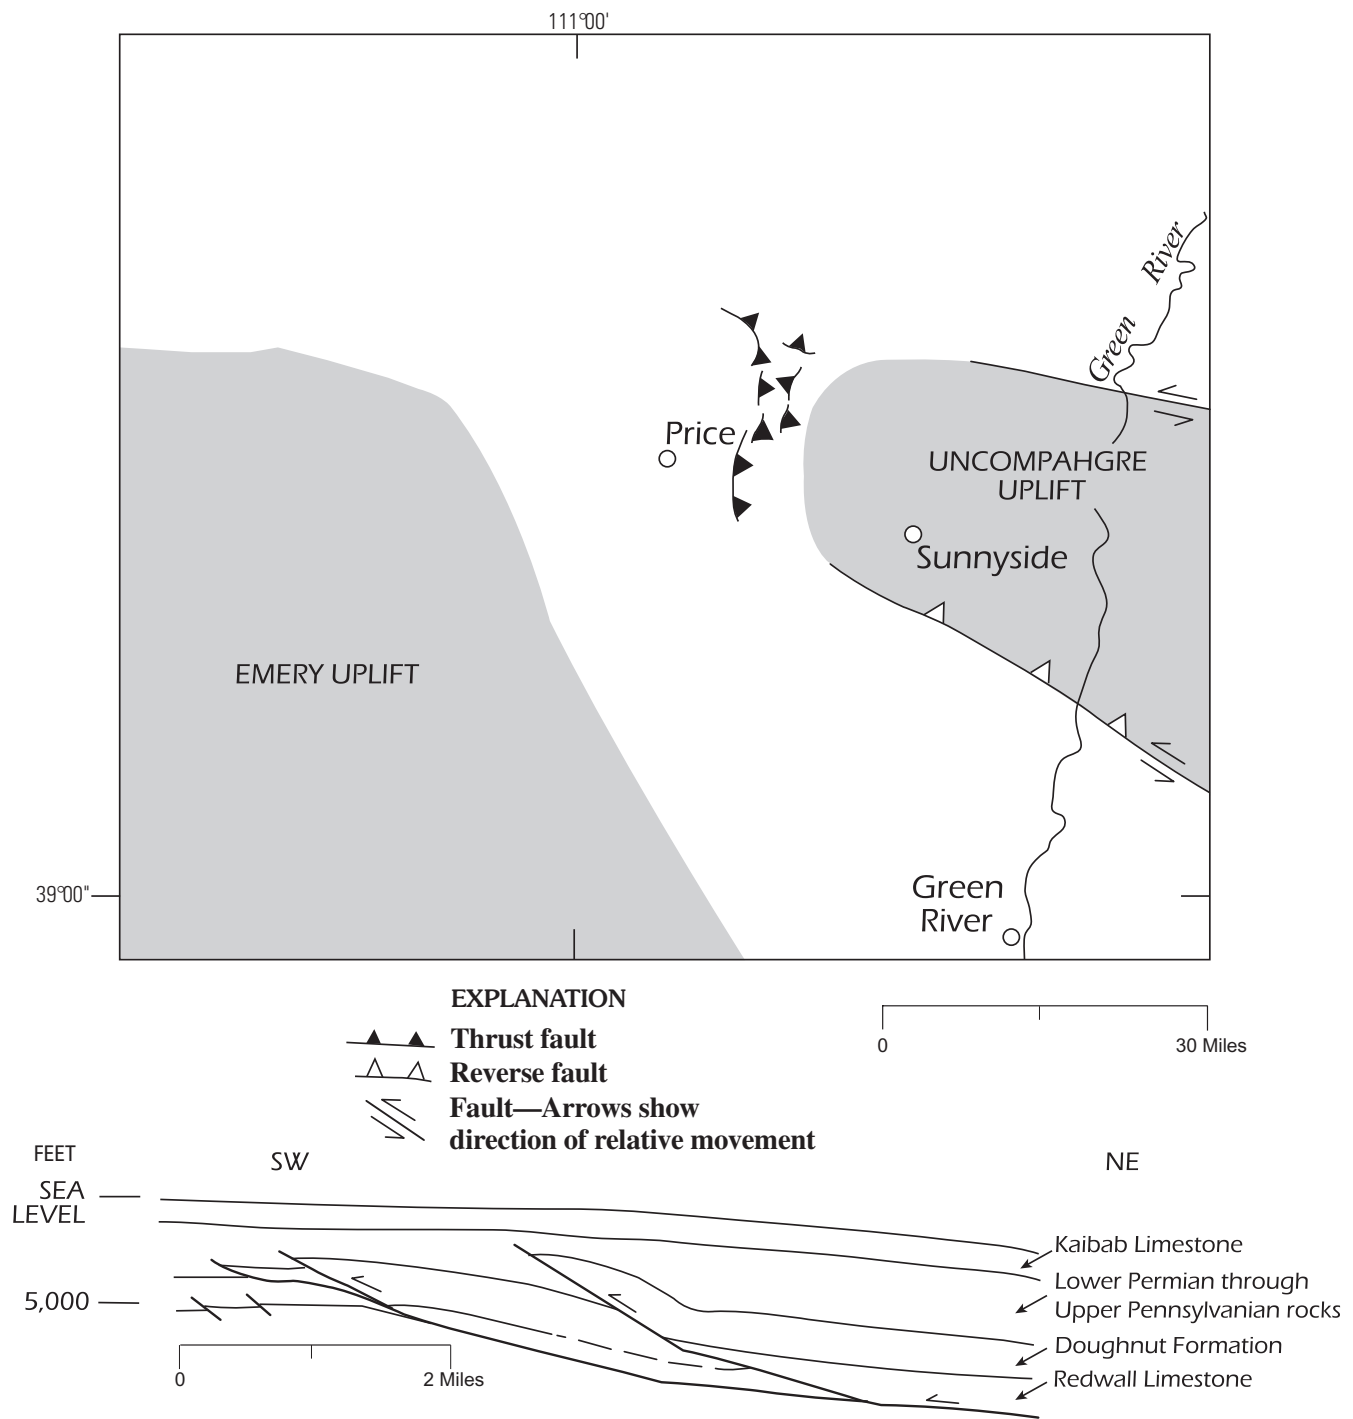 111°00'
Green River
Price
UNCOMPAHGRE
UPLIFT
Sunnyside
EMERY UPLIFT
39°00"
Green
River
EXPLANATION
Thrust fault
Reverse fault
Fault—Arrows show
direction of relative movement
0 30 Miles
FEET
SW
NE
SEA
LEVEL
5,000
Kaibab Limestone
Lower Permian through
Upper Pennsylvanian rocks
Doughnut Formation
Redwall Limestone
0 2 Miles